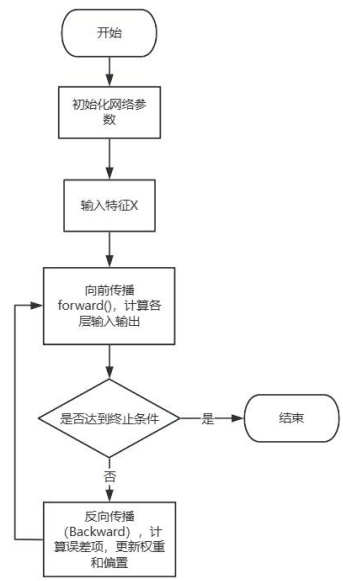 开始
初始化网络参
数
输入特征X
向前传播
forward()，计算各
层输入输出
是否达到终止条件
是
结束
否
反向传播
（Backward），计
算误差项，更新权重
和偏置